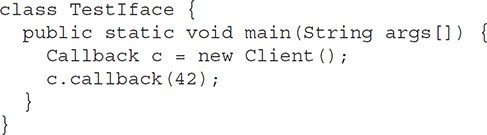 class TestIface {
  public static void main(String args[]) {
    Callback c = new Client();
    c.callback(42);
  }
}